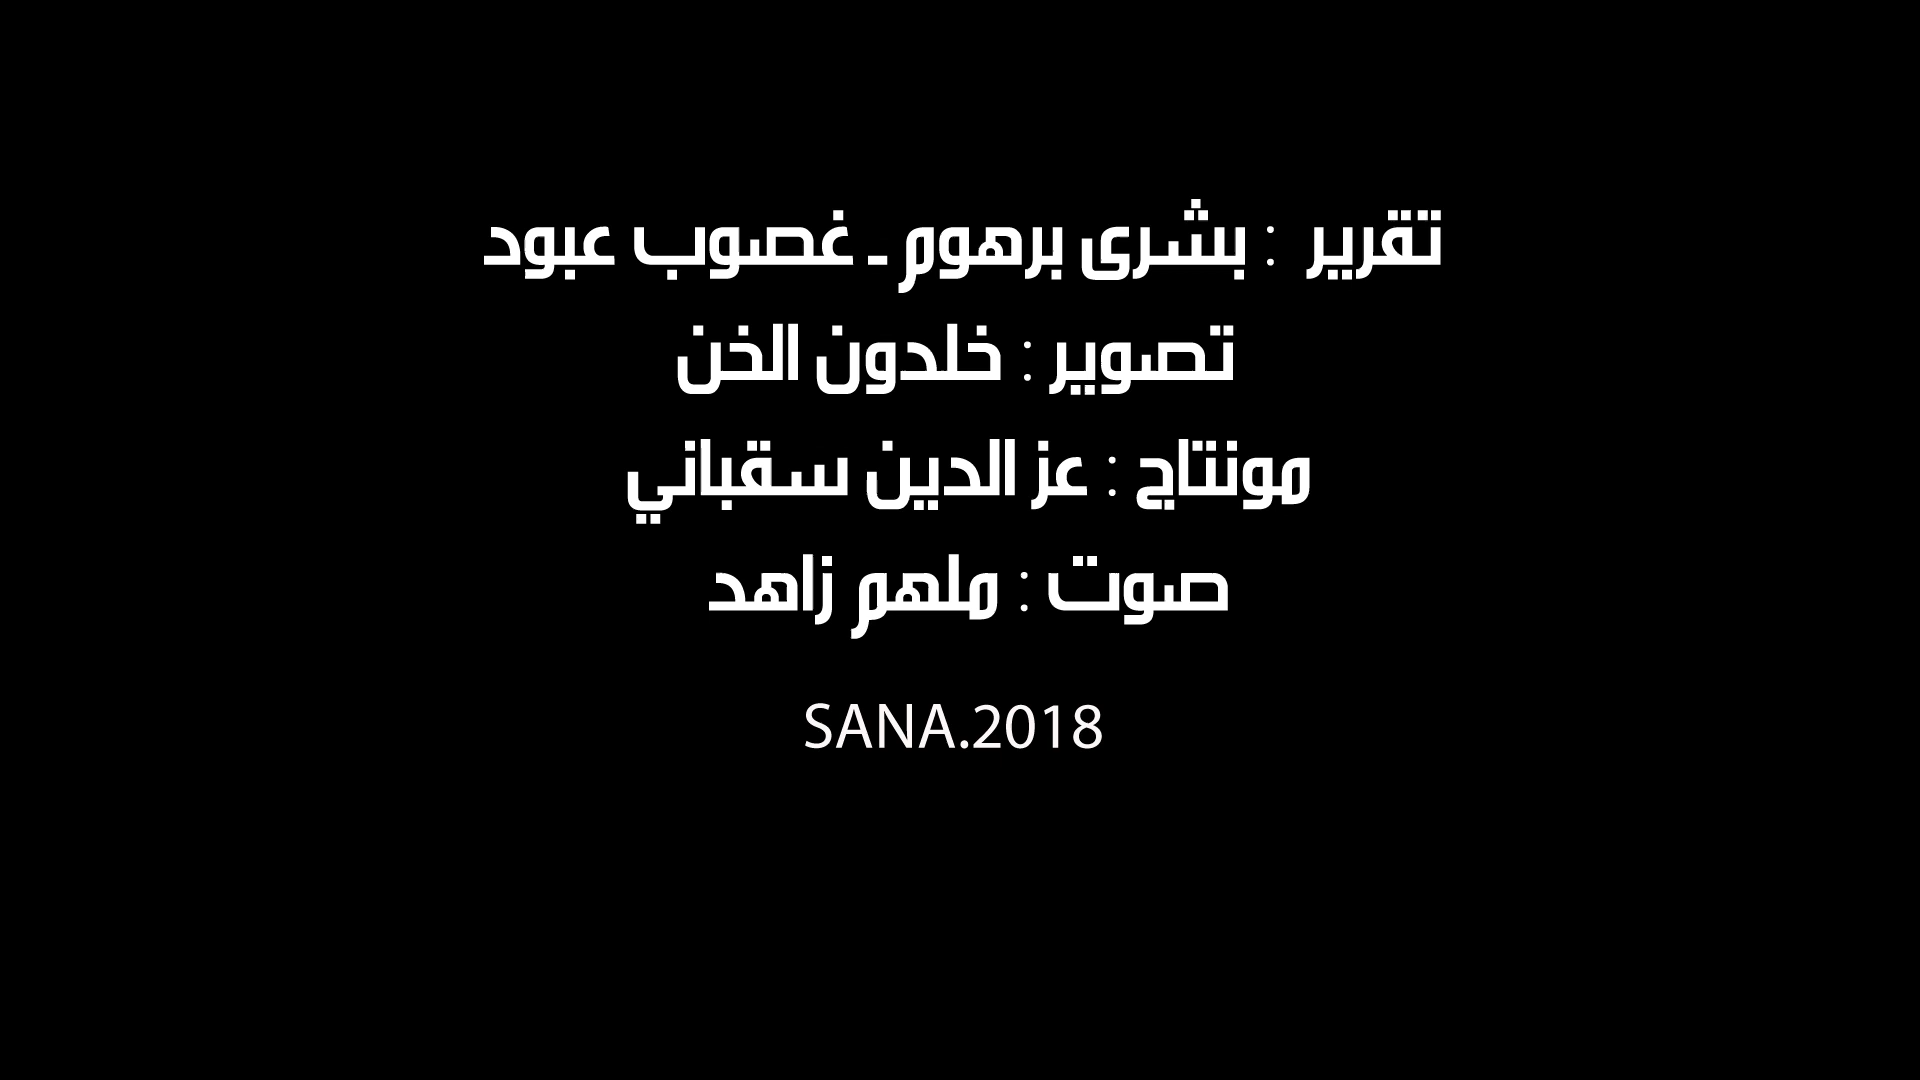 تقرير : بشرى برهوم ـ غصوب عبود
تصوير : خلدون الخن
مونتاج : عز الدين سقباني
صوت : ملهم زاهد
SANA.2018